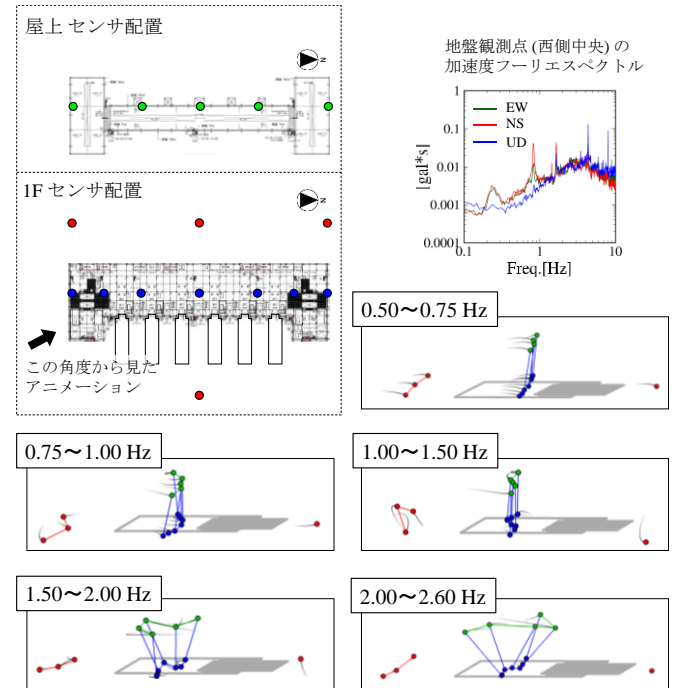 屋上 センサ配置
N
1F センサ配置
N
この角度から見た
アニメーション
地盤観測点 (西側中央) の
加速度フーリエスペクトル
EW
NS
UD
1
0.1
0.01
0.001
0.0001
[gal*s]
0.1
1
10
Freq.[Hz]
0.50～0.75 Hz
0.75～1.00 Hz
1.00～1.50 Hz
1.50～2.00 Hz
2.00～2.60 Hz